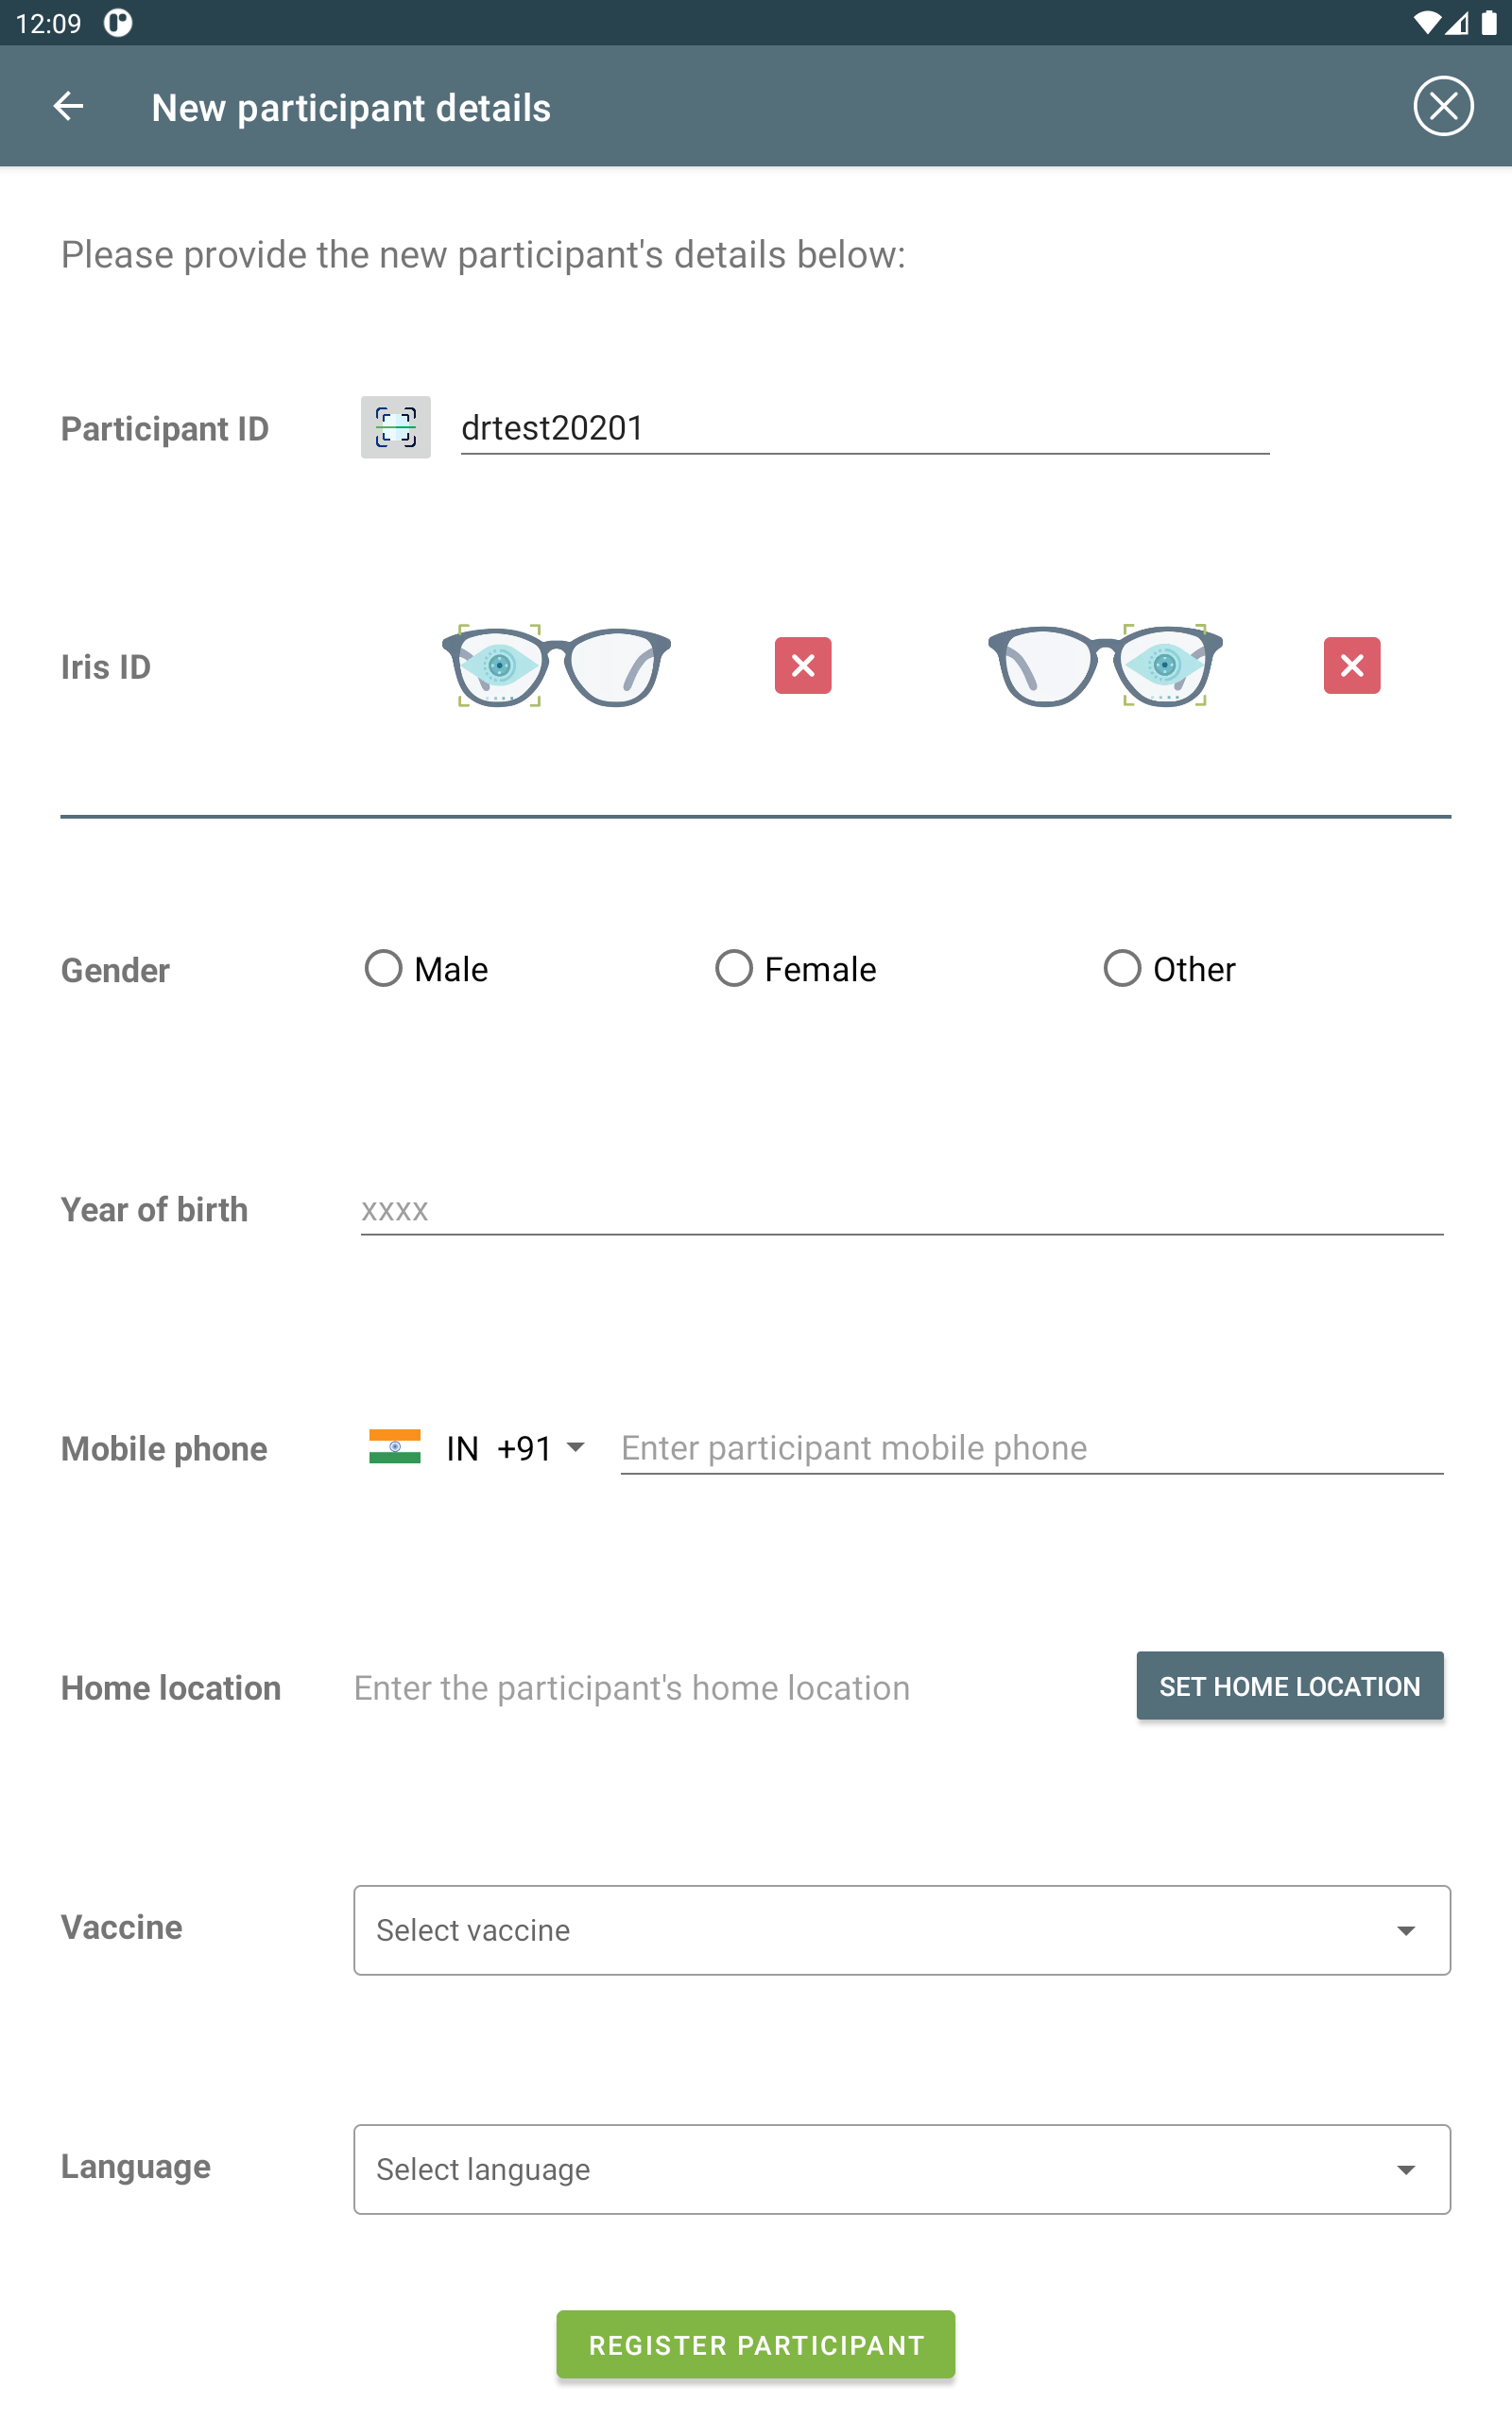 12:09
New participant details
Please provide the new participant's details below:
Participant ID drtest20201
Iris ID
Gender Male Female Other
Year of birth xxxx
Mobile phone IN +91 Enter participant mobile phone
Home location Enter the participant's home location SET HOME LOCATION
Vaccine Select vaccine
Language Select language
REGISTER PARTICIPANT